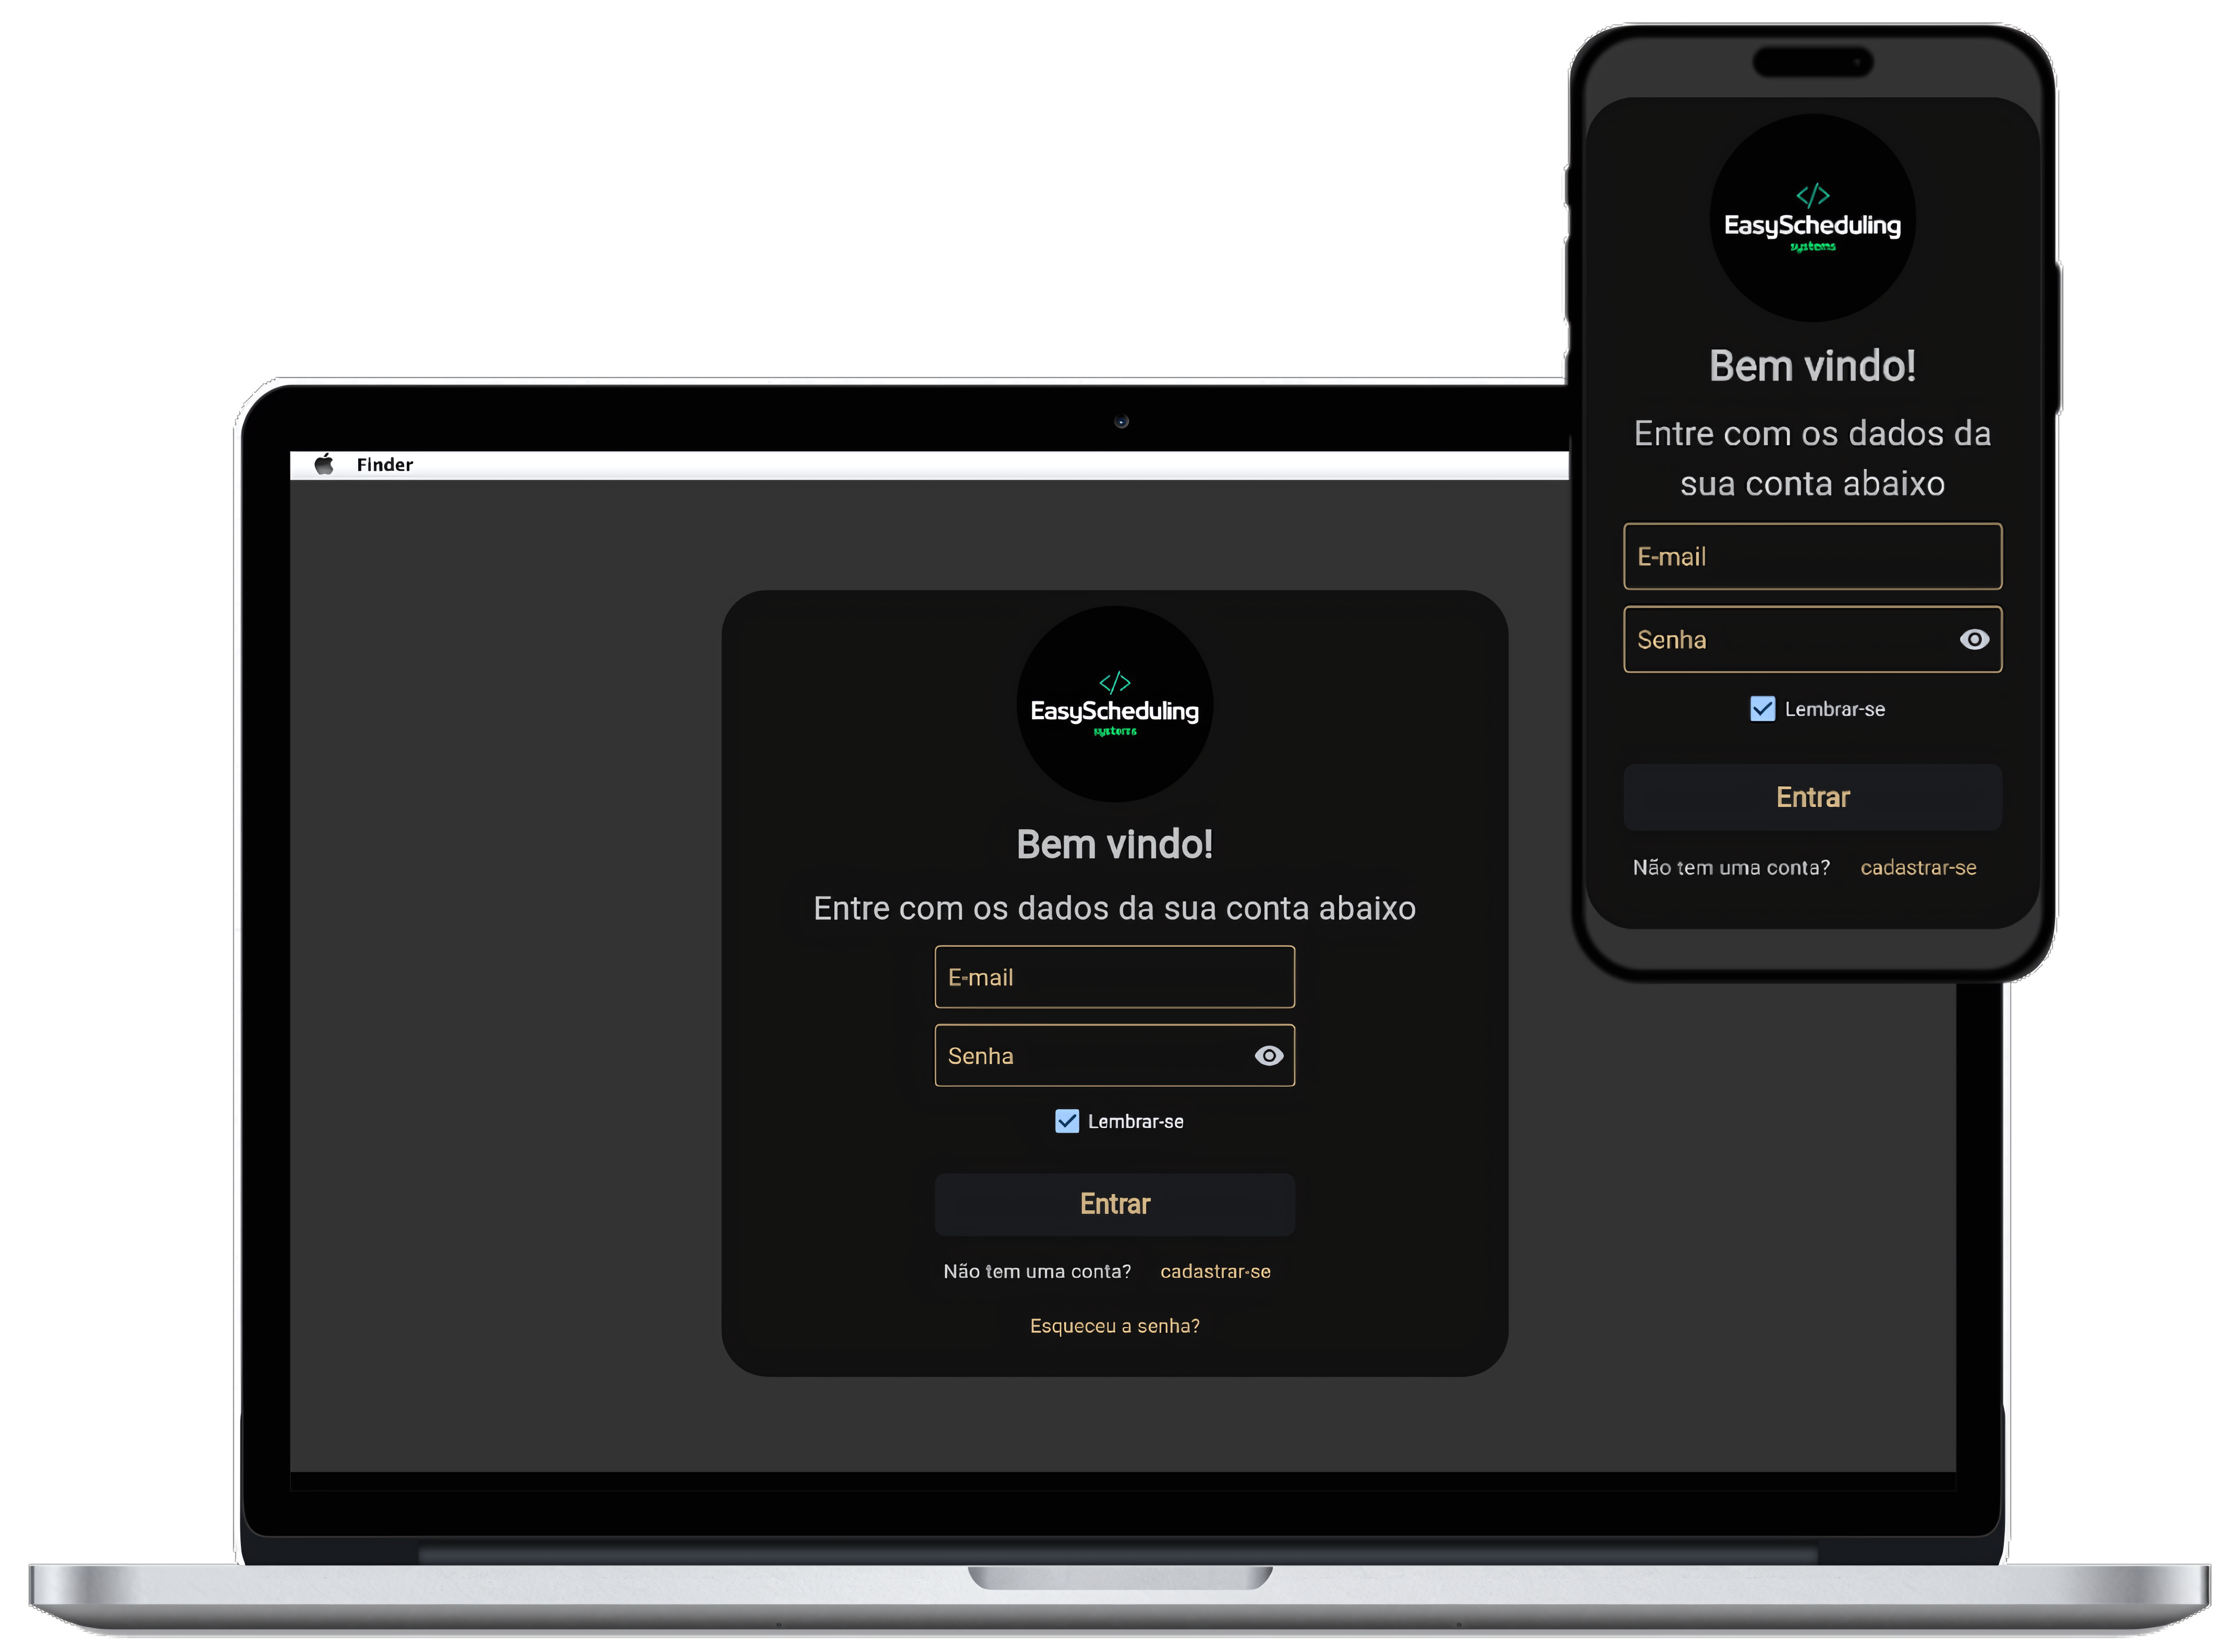 Finder
</>
EasyScheduling
systems
Bem vindo!
Entre com os dados da sua conta abaixo
E-mail
Senha
Lembrar-se
Entrar
Não tem uma conta? cadastrar-se
Esqueceu a senha?
</>
EasyScheduling
systems
Bem vindo!
Entre com os dados da
sua conta abaixo
E-mail
Senha
Lembrar-se
Entrar
Não tem uma conta? cadastrar-se